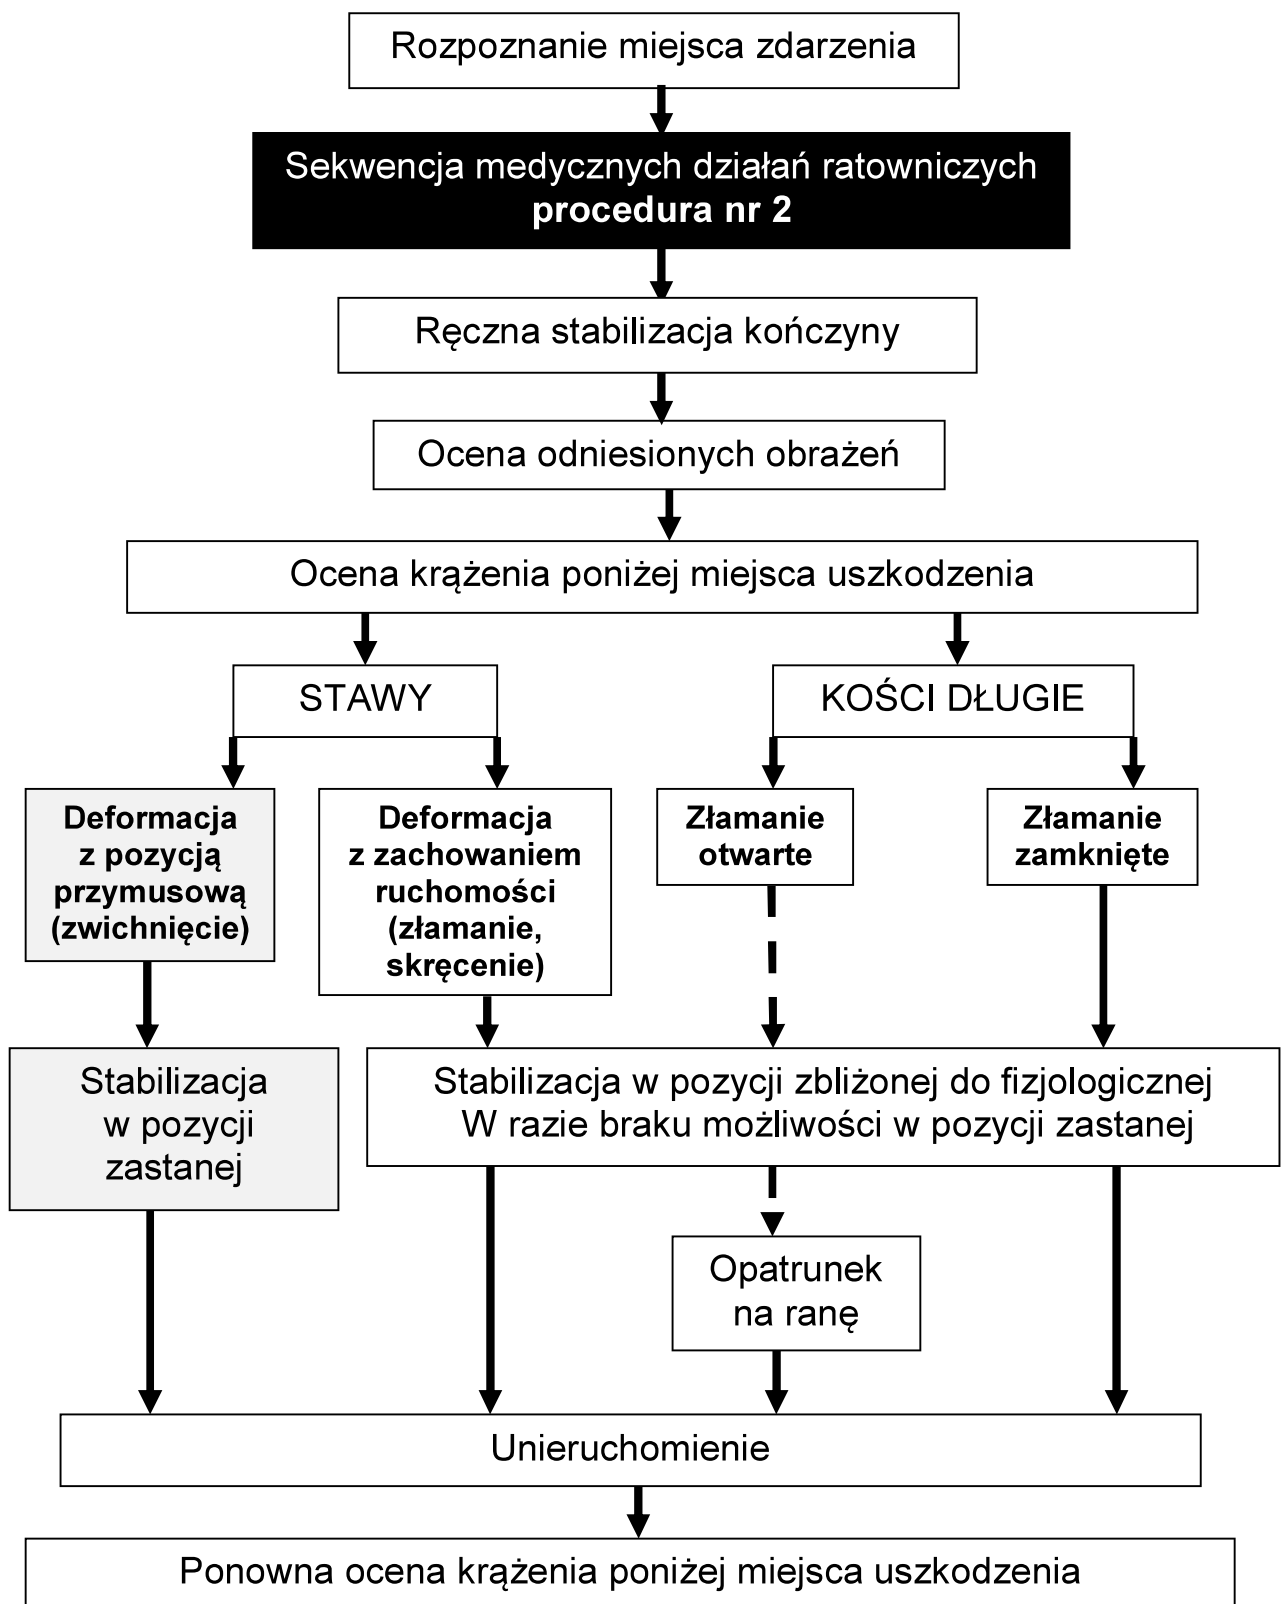 Rozpoznanie miejsca zdarzenia
Sekwencja medycznych działań ratowniczych
procedura nr 2
Ręczna stabilizacja kończyny
Ocena odniesionych obrażeń
Ocena krążenia poniżej miejsca uszkodzenia
STAWY
KOŚCI DŁUGIE
Deformacja
z pozycją
przymusową
(zwichnięcie)
Deformacja
z zachowaniem
ruchomości
(złamanie,
skręcenie)
Złamanie
otwarte
Złamanie
zamknięte
Stabilizacja
w pozycji
zastanej
Stabilizacja w pozycji zbliżonej do fizjologicznej
W razie braku możliwości w pozycji zastanej
Opatrunek
na ranę
Unieruchomienie
Ponowna ocena krążenia poniżej miejsca uszkodzenia